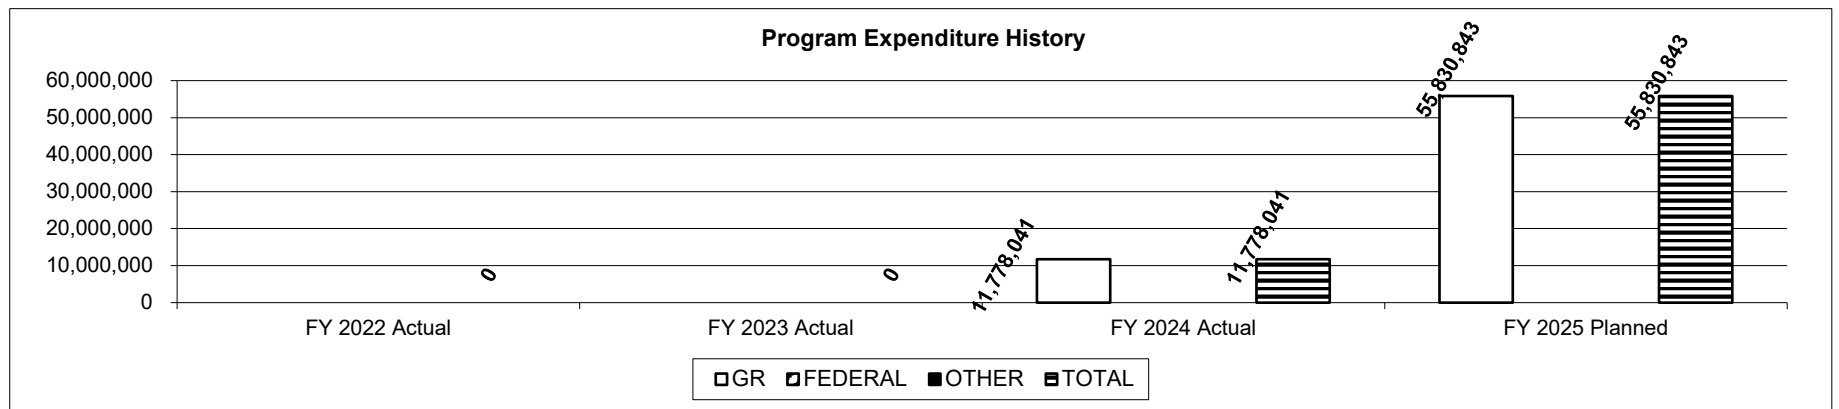 Program Expenditure History
60,000,000
50,000,000
40,000,000
30,000,000
20,000,000
10,000,000
0
0
0
11,778,041
11,778,041
55,830,843
55,830,843
FY 2022 Actual
FY 2023 Actual
FY 2024 Actual
FY 2025 Planned
GR FEDERAL OTHER TOTAL